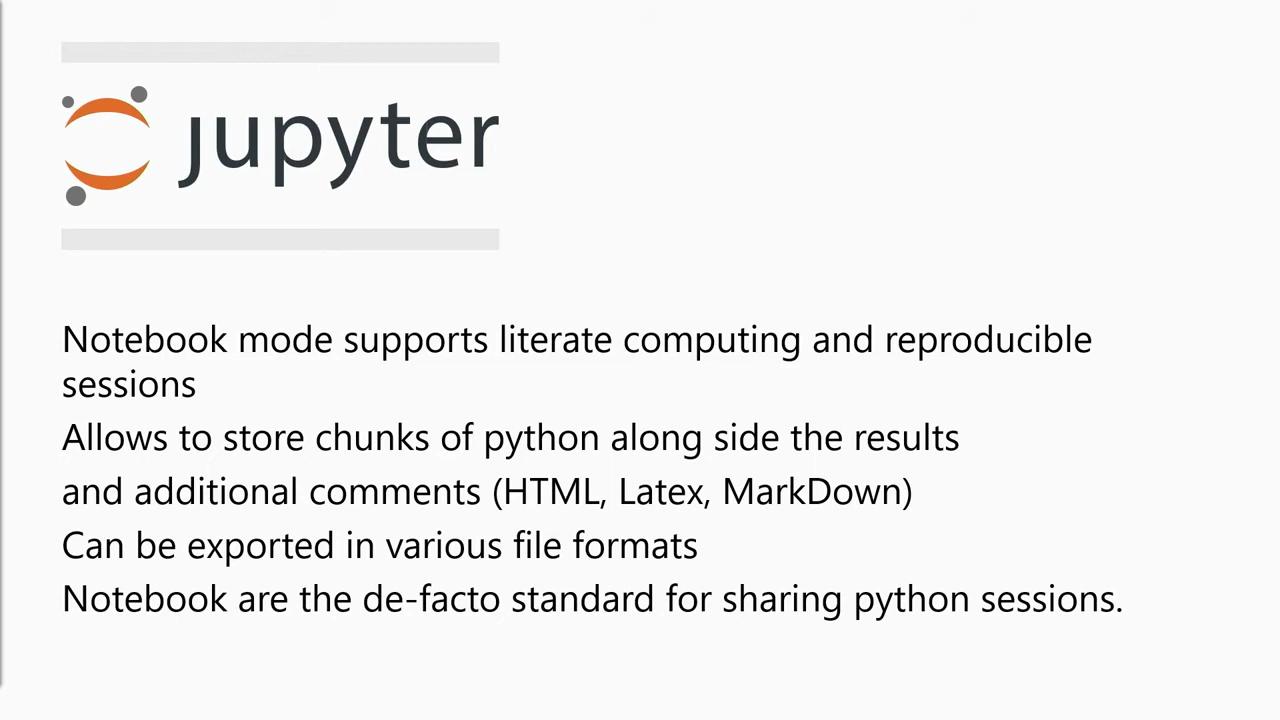 jupyter
Notebook mode supports literate computing and reproducible
sessions
Allows to store chunks of python along side the results
and additional comments (HTML, Latex, MarkDown)
Can be exported in various file formats
Notebook are the de-facto standard for sharing python sessions.